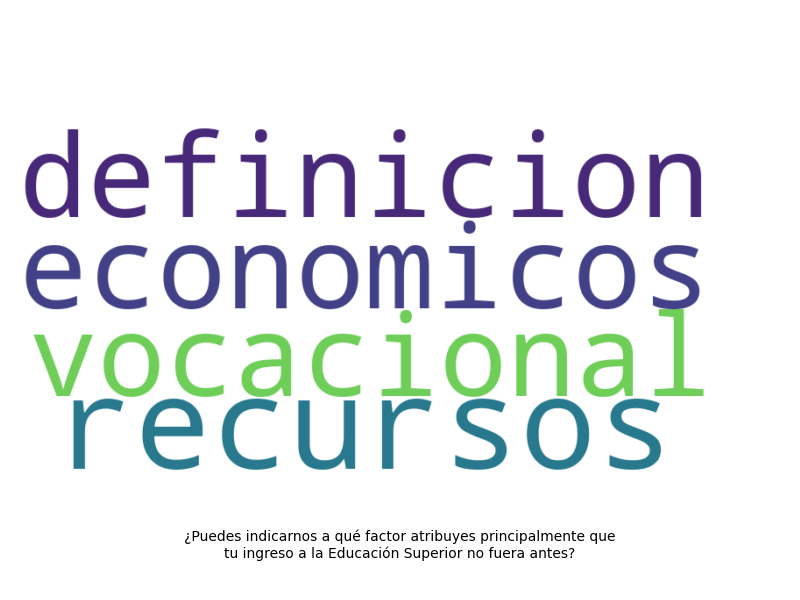 definicion
economicos
vocacional
recursos
¿Puedes indicarnos a qué factor atribuyes principalmente que
tu ingreso a la Educación Superior no fuera antes?